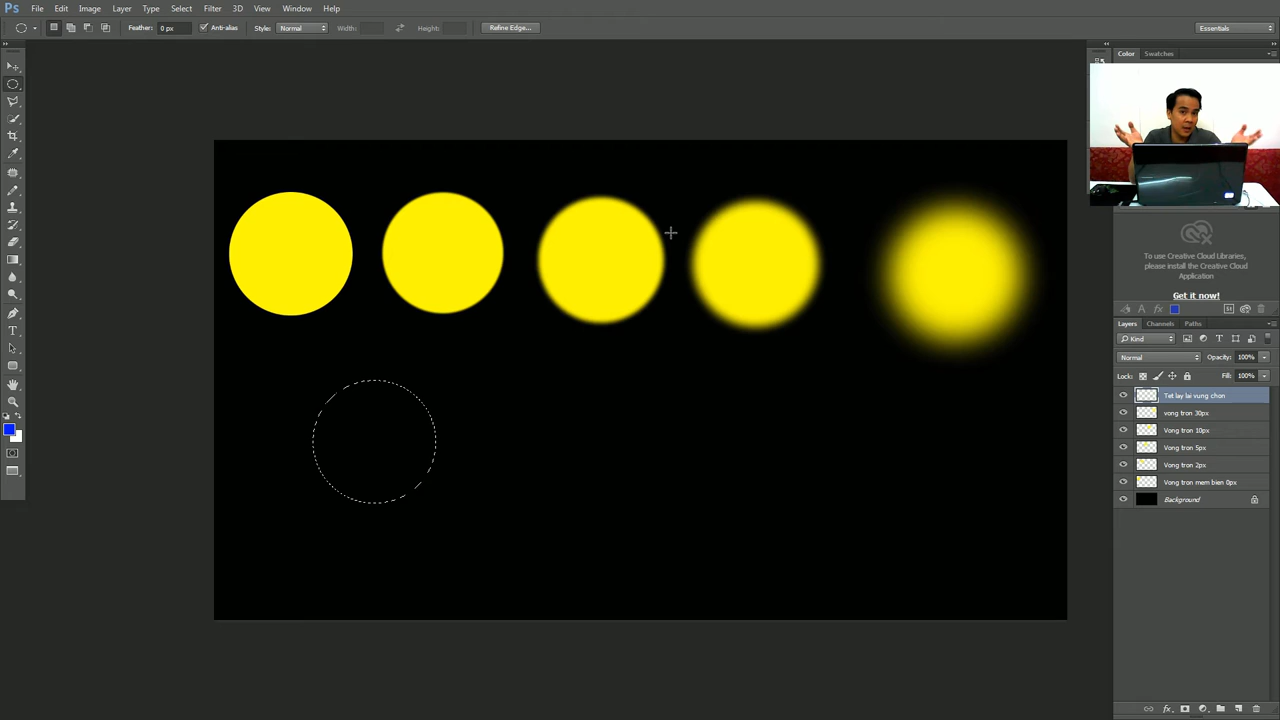 Ps File Edit Image Layer Type Select Filter 3D View Window Help
Feather: 0 px Anti-alias Style: Normal Width: Height: Refine Edge... Essentials
Color Swatches
To use Creative Cloud Libraries,
please install the Creative Cloud
Application
Get it now!
Layers Channels Paths
Kind
Normal Opacity: 100%
Lock: Fill: 100%
Tet lay lai vung chon
vong tron 30px
Vong tron 10px
Vong tron 5px
Vong tron 2px
Vong tron mem bien 0px
Background